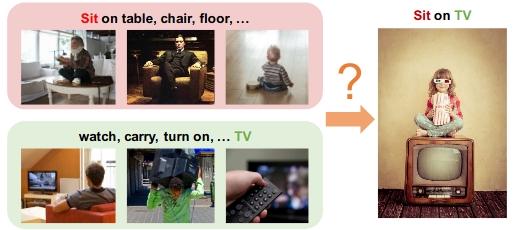 Sit on table, chair, floor, ...
watch, carry, turn on, ... TV
?
Sit on TV